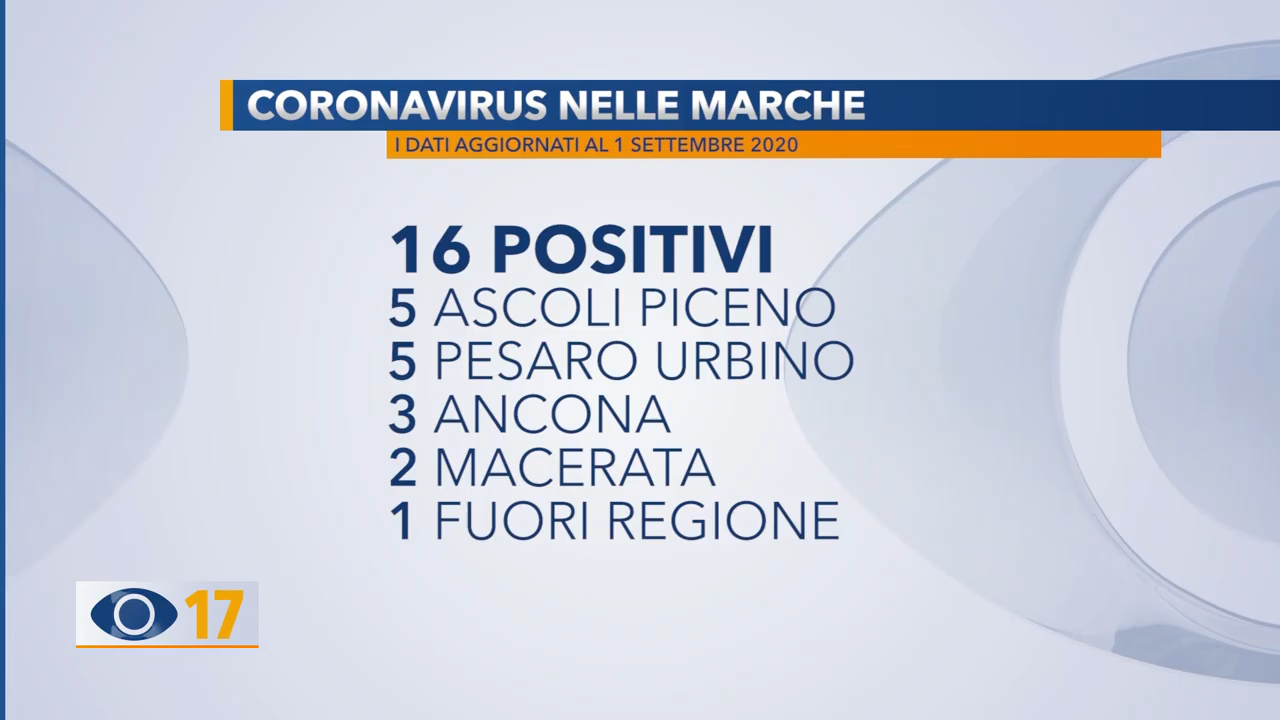 CORONAVIRUS NELLE MARCHE
I DATI AGGIORNATI AL 1 SETTEMBRE 2020
16 POSITIVI
5 ASCOLI PICENO
5 PESARO URBINO
3 ANCONA
2 MACERATA
1 FUORI REGIONE
17